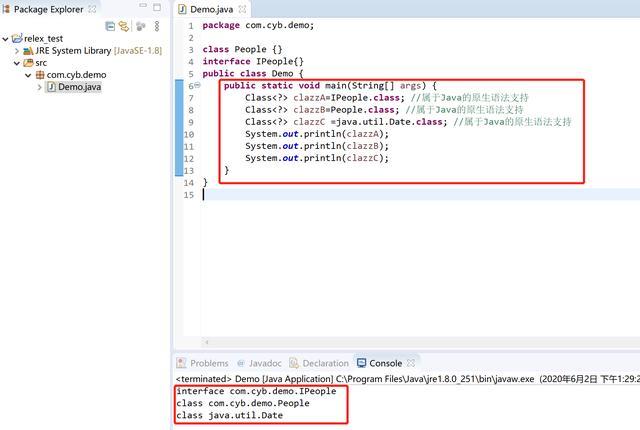 Package Explorer
relex_test
JRE System Library [JavaSE-1.8]
src
com.cyb.demo
Demo.java
Demo.java
1 package com.cyb.demo;
2
3 class People {}
4 interface IPeople{}
5 public class Demo {
6 public static void main(String[] args) {
7 Class<?> clazzA=IPeople.class; //属于Java的原生语法支持
8 Class<?> clazzB=People.class; //属于Java的原生语法支持
9 Class<?> clazzC =java.util.Date.class; //属于Java的原生语法支持
10 System.out.println(clazzA);
11 System.out.println(clazzB);
12 System.out.println(clazzC);
13 }
14 }
15
Problems @ Javadoc Declaration Console
<terminated> Demo [Java Application] C:\Program Files\Java\jre1.8.0_251\bin\javaw.exe (2020年6月2日 下午1:29:2
interface com.cyb.demo.IPeople
class com.cyb.demo.People
class java.util.Date